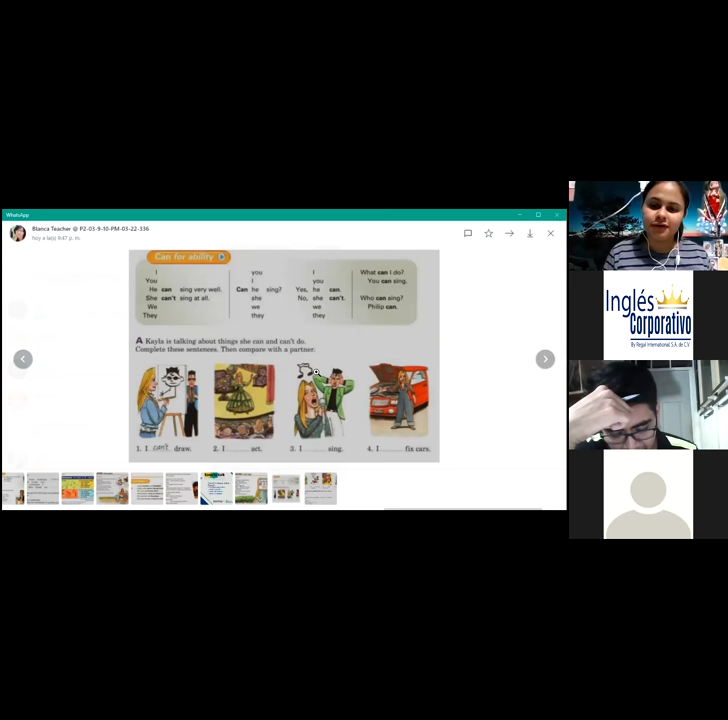 WhatsApp
Blanca Teacher @ P2-03-9-10-PM-03-22-336
hoy a la(s) 9:47 p. m.
Can for ability
I
You
He can sing very well.
She can't sing at all.
We
They
you
I
Can he sing?
she
we
they
I
you
Yes, he can.
No, she can't.
we
they
What can I do?
You can sing.
Who can sing?
Philip can.
A Kayla is talking about things she can and can't do.
Complete these sentences. Then compare with a partner.
1. I can't draw.
2. I ........ act.
3. I ........ sing.
4. I ........ fix cars.
Inglés
Corporativo
By Regal International S.A. de C.V.